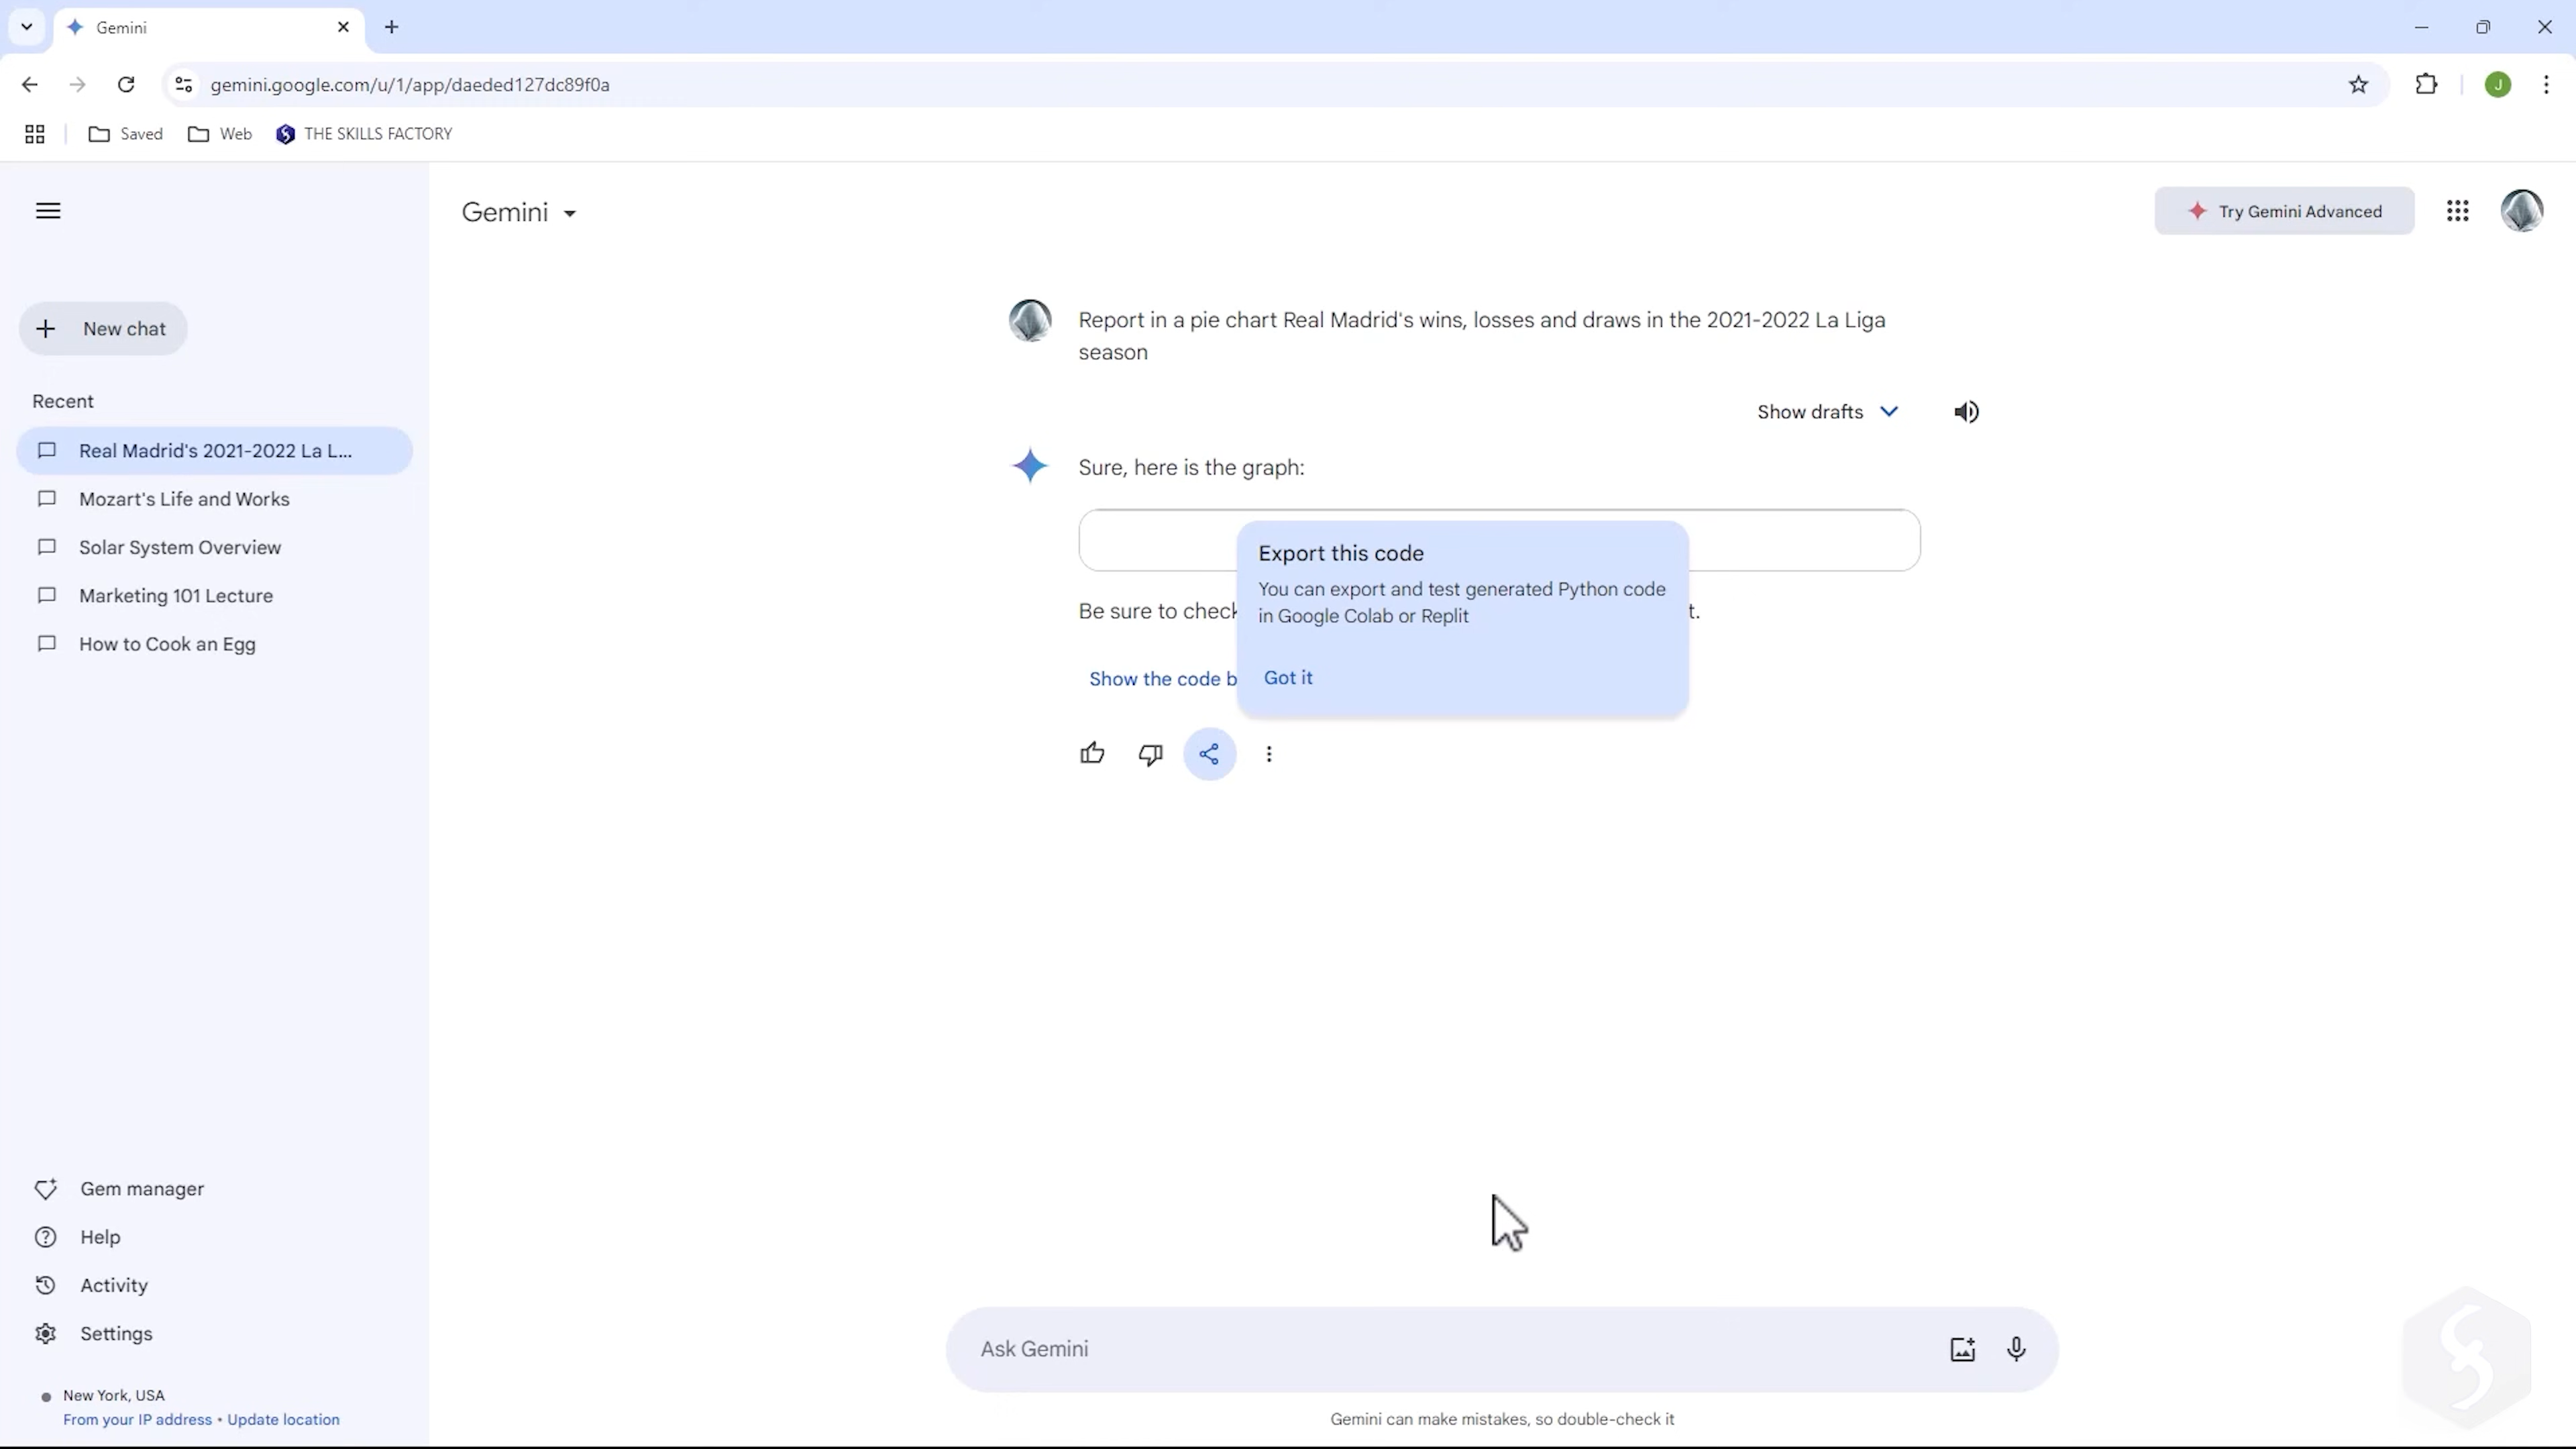 Gemini
gemini.google.com/u/1/app/daeded127dc89f0a
J
Saved
Web
THE SKILLS FACTORY
Gemini
Try Gemini Advanced
New chat
Recent
Real Madrid's 2021-2022 La L...
Mozart's Life and Works
Solar System Overview
Marketing 101 Lecture
How to Cook an Egg
Gem manager
Help
Activity
Settings
New York, USA
From your IP address • Update location
Report in a pie chart Real Madrid's wins, losses and draws in the 2021-2022 La Liga
season
Show drafts
Sure, here is the graph:
Export this code
You can export and test generated Python code
in Google Colab or Replit
Got it
Be sure to check t.
Show the code b
Ask Gemini
Gemini can make mistakes, so double-check it